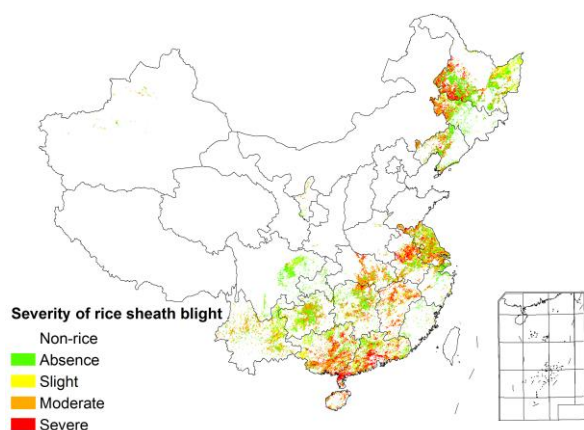 Severity of rice sheath blight
Non-rice
Absence
Slight
Moderate
Severe